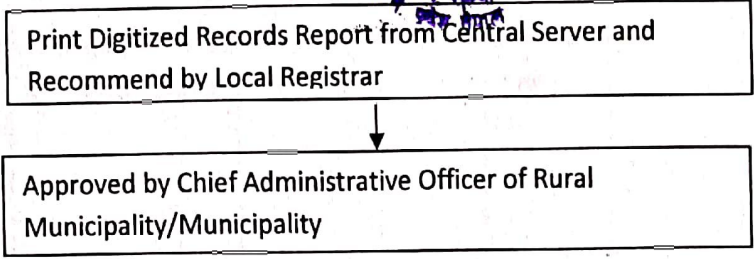 Print Digitized Records Report from Central Server and
Recommend by Local Registrar
Approved by Chief Administrative Officer of Rural
Municipality/Municipality